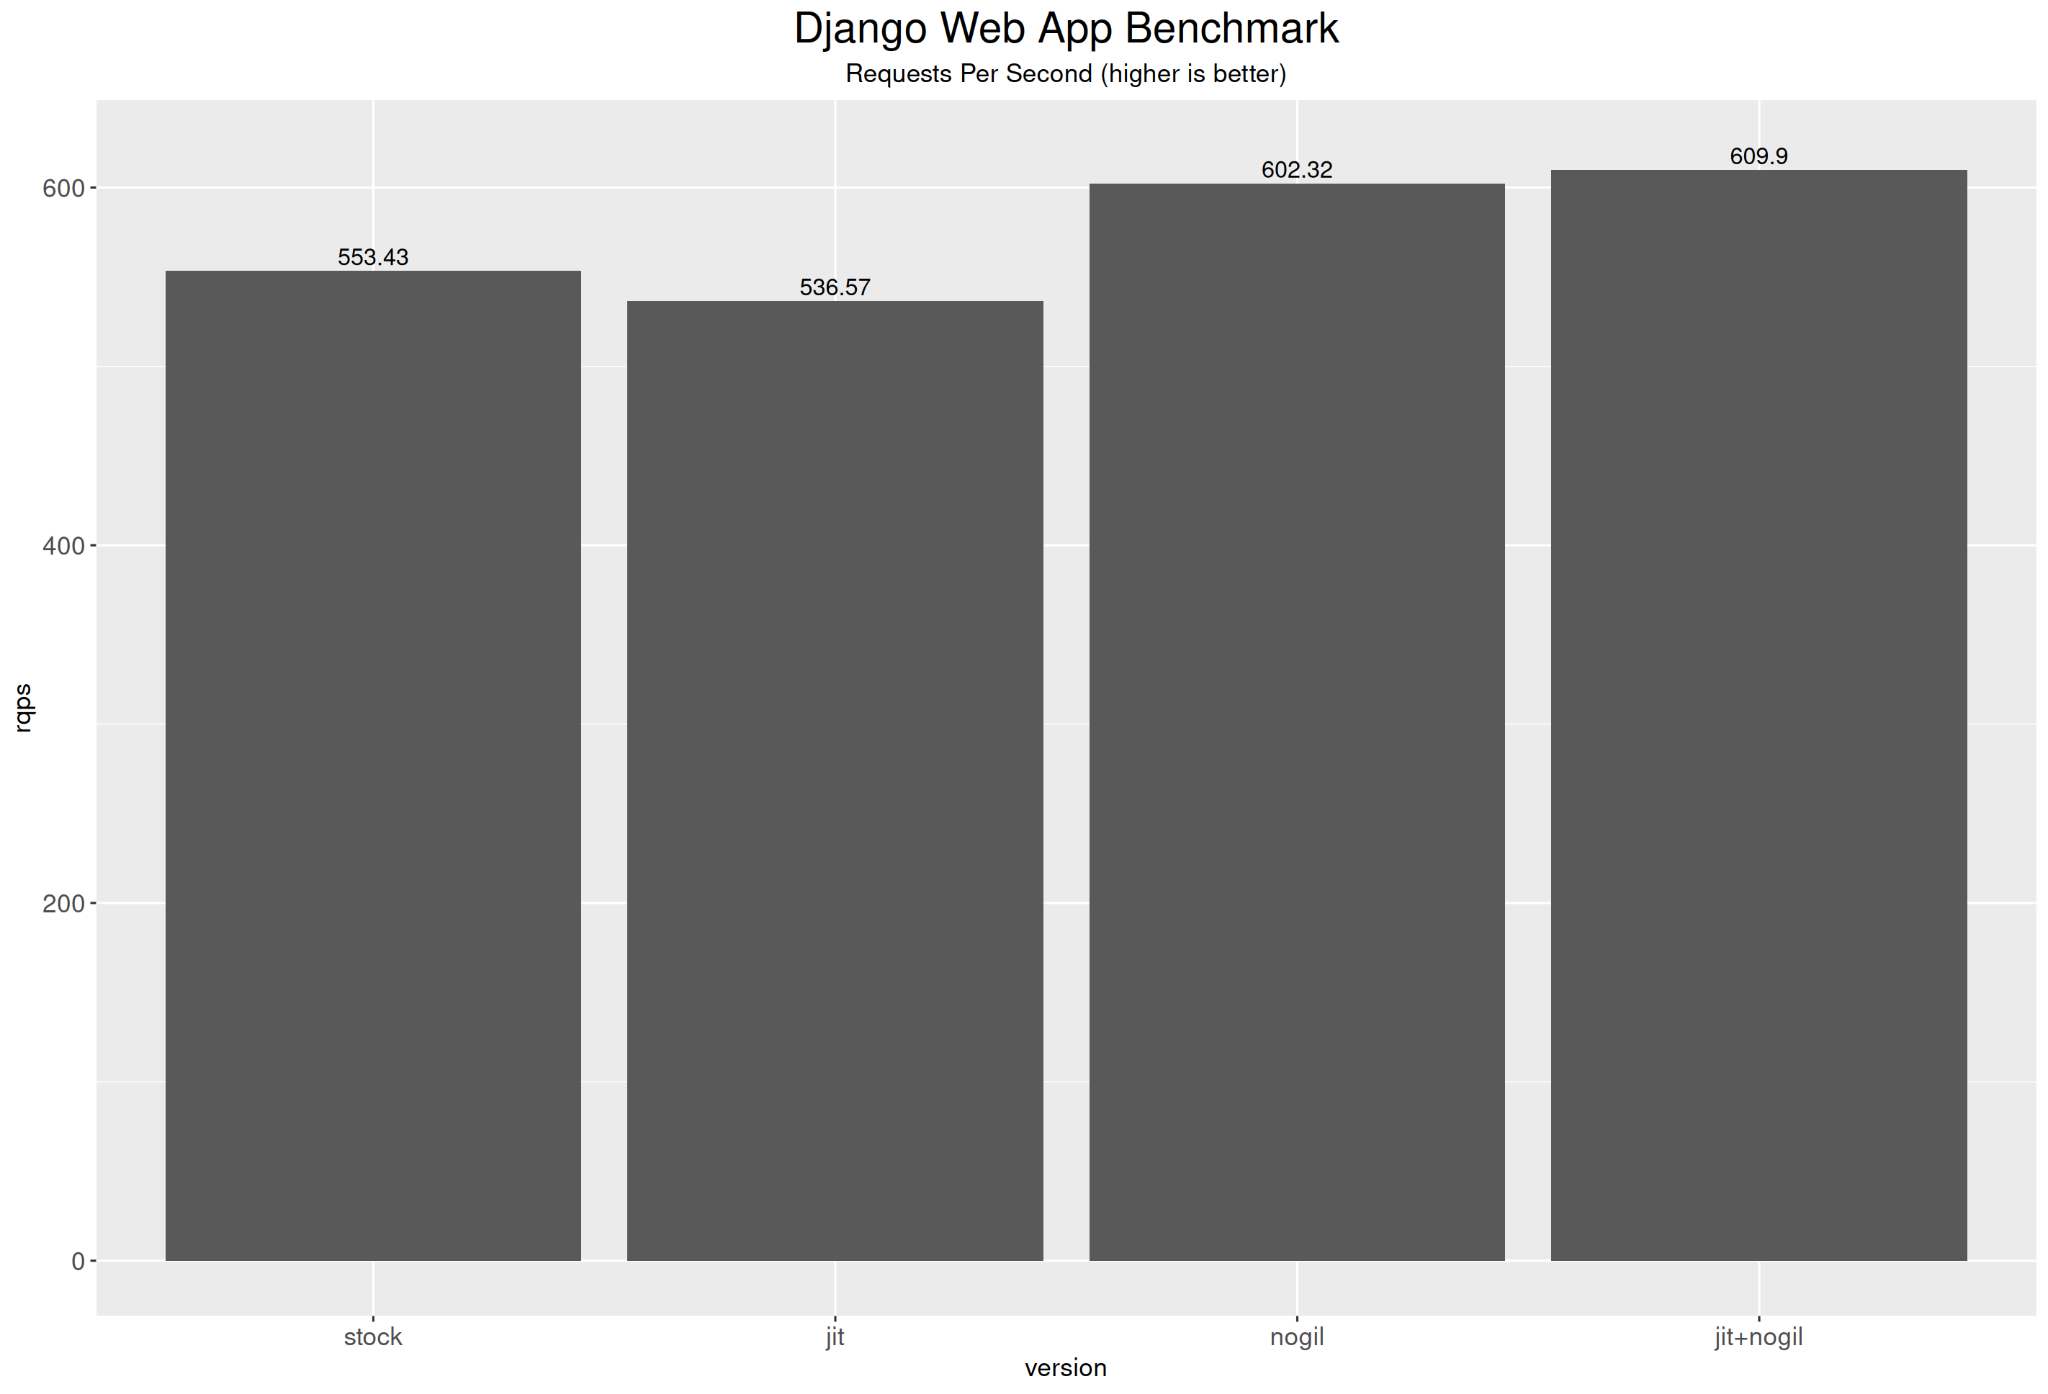 Django Web App Benchmark
Requests Per Second (higher is better)
609.9
602.32
553.43
536.57
600
400
200
0
rqps
stock jit nogil jit+nogil
version